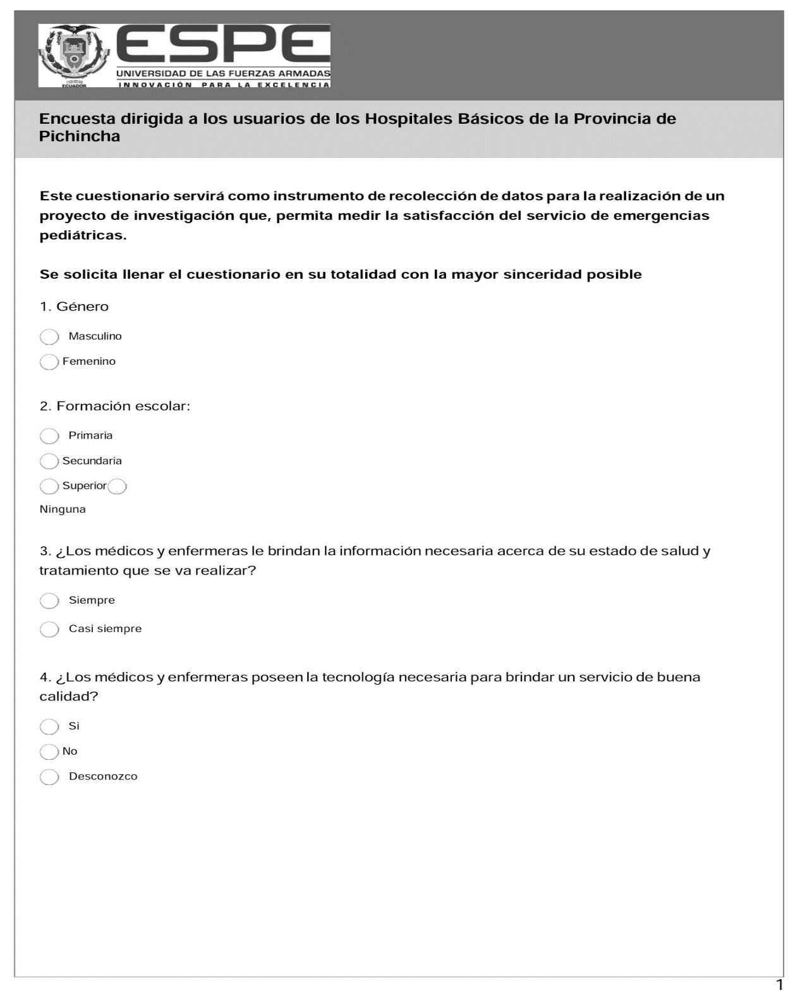 ESPE
UNIVERSIDAD DE LAS FUERZAS ARMADAS
INNOVACIÓN PARA LA EXCELENCIA
1922
ECUADOR
Encuesta dirigida a los usuarios de los Hospitales Básicos de la Provincia de
Pichincha
Este cuestionario servirá como instrumento de recolección de datos para la realización de un
proyecto de investigación que, permita medir la satisfacción del servicio de emergencias
pediátricas.
Se solicita llenar el cuestionario en su totalidad con la mayor sinceridad posible
1. Género
Masculino
Femenino
2. Formación escolar:
Primaria
Secundaria
Superior
Ninguna
3. ¿Los médicos y enfermeras le brindan la información necesaria acerca de su estado de salud y
tratamiento que se va realizar?
Siempre
Casi siempre
4. ¿Los médicos y enfermeras poseen la tecnología necesaria para brindar un servicio de buena
calidad?
Si
No
Desconozco
1